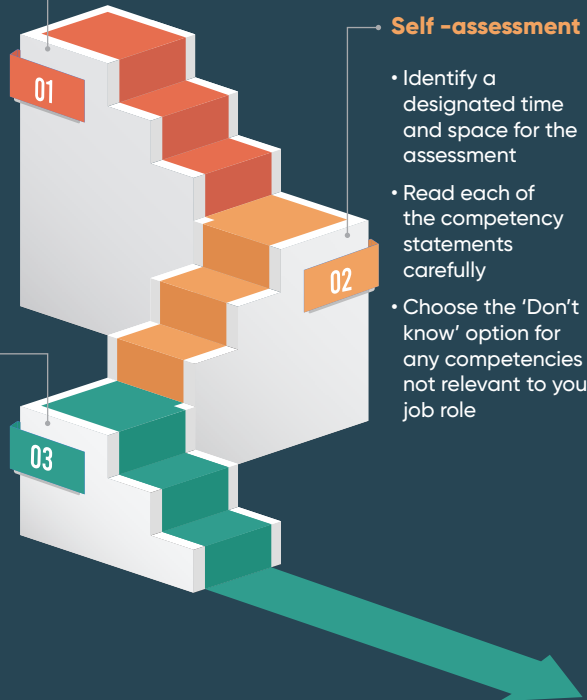 01
Self -assessment
• Identify a
designated time
and space for the
assessment
• Read each of
the competency
statements
carefully
02
• Choose the ‘Don’t
know’ option for
any competencies
not relevant to you
job role
03